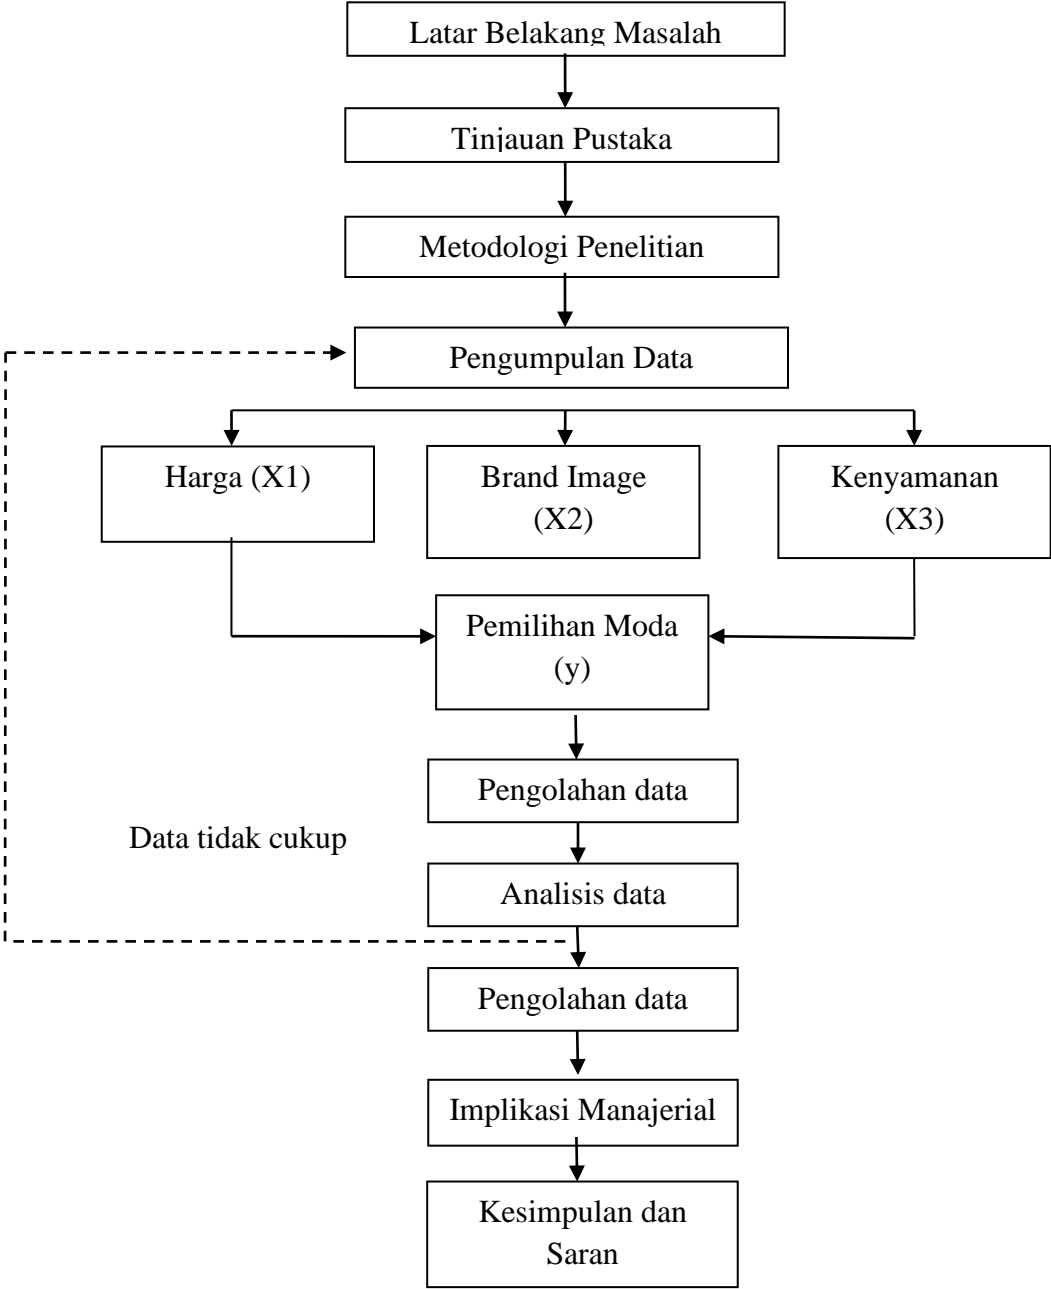 Latar Belakang Masalah
Tinjauan Pustaka
Metodologi Penelitian
Pengumpulan Data
Harga (X1)
Brand Image
(X2)
Kenyamanan
(X3)
Pemilihan Moda
(y)
Pengolahan data
Data tidak cukup
Analisis data
Pengolahan data
Implikasi Manajerial
Kesimpulan dan
Saran